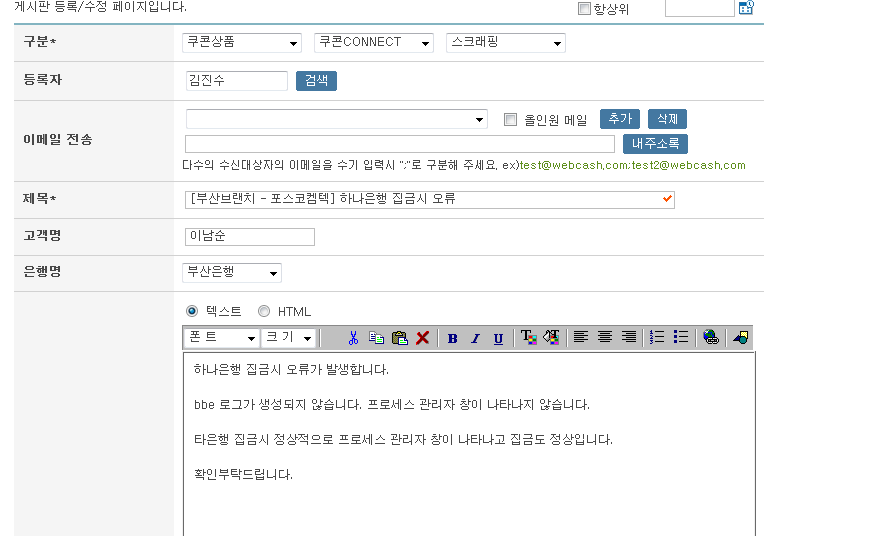 게시판 등록/수정 페이지입니다.
항상위
구분* 쿠콘상품 쿠콘CONNECT 스크래핑
등록자 김진수 검색
올인원 메일 추가 삭제
이메일 전송
내주소록
다수의 수신대상자의 이메일을 수기 입력시 ";"로 구분해 주세요. ex)test@webcash.com;test2@webcash.com
제목* [부산브랜치 - 포스코켐텍] 하나은행 집금시 오류
고객명 이남순
은행명 부산은행
텍스트 HTML
폰 트 크 기 B I U
하나은행 집금시 오류가 발생합니다.
bbe 로그가 생성되지 않습니다. 프로세스 관리자 창이 나타나지 않습니다.
타은행 집금시 정상적으로 프로세스 관리자 창이 나타나고 집금도 정상입니다.
확인부탁드립니다.